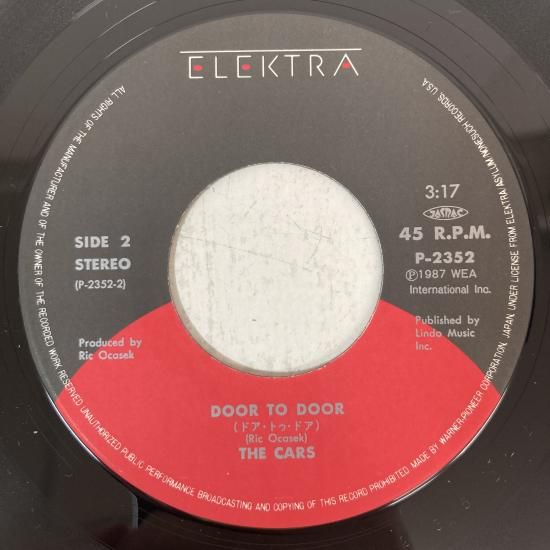 ELEKTRA
SIDE 2
STEREO
(P-2352-2)
3:17
JASRAC
45 R.P.M.
P-2352
Ⓟ1987 WEA
International Inc.
Produced by
Ric Ocasek
Published by
Lindo Music
Inc.
DOOR TO DOOR
(ドア・トゥ・ドア)
(Ric Ocasek)
THE CARS
ALL RIGHTS OF THE MANUFACTURER AND OF THE OWNER OF THE RECORDED WORK RESERVED UNAUTHORIZED PUBLIC PERFORMANCE BROADCASTING AND COPYING OF THIS RECORD PROHIBITED MADE BY WARNER-PIONEER CORPORATION, JAPAN, UNDER LICENSE FROM ELEKTRA/ASYLUM/NONESUCH RECORDS, U.S.A.